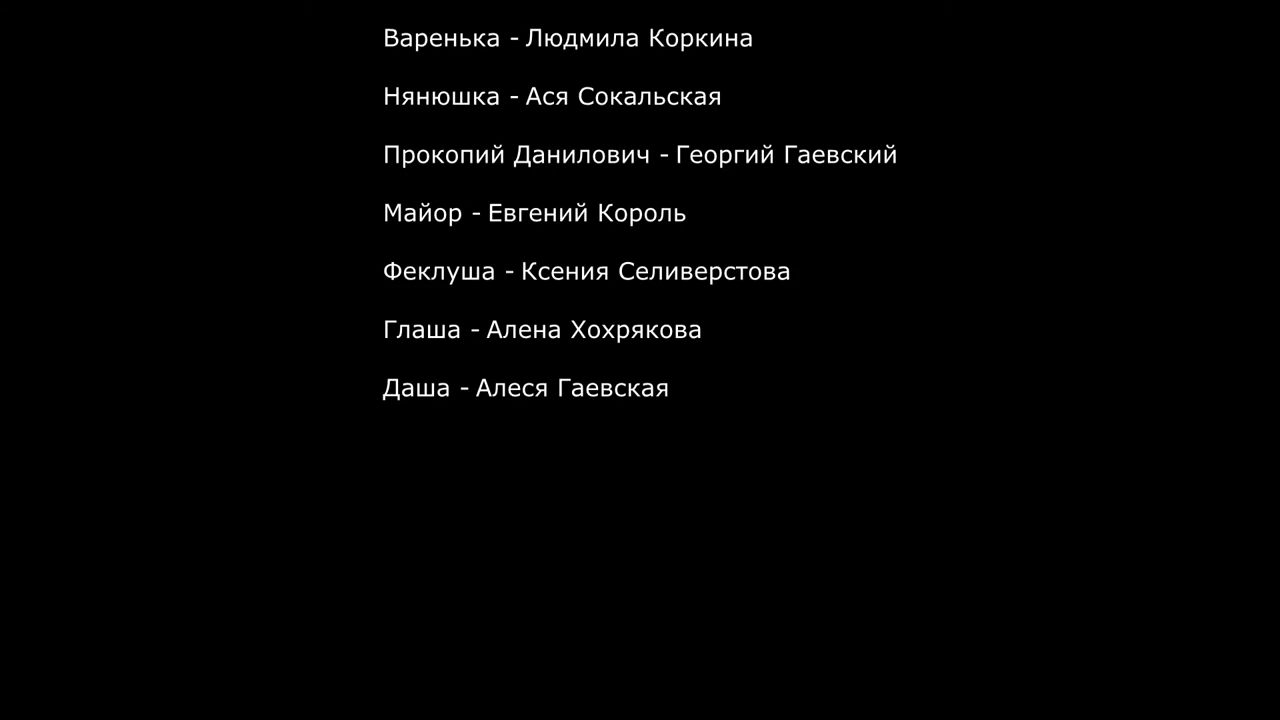 Варенька - Людмила Коркина
Нянюшка - Ася Сокальская
Прокопий Данилович - Георгий Гаевский
Майор - Евгений Король
Феклуша - Ксения Селиверстова
Глаша - Алена Хохрякова
Даша - Алеся Гаевская